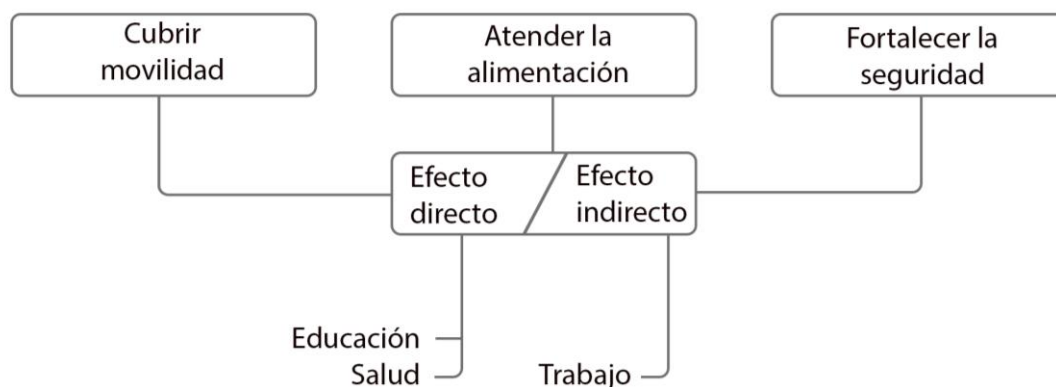 Cubrir
movilidad
Atender la
alimentación
Fortalecer la
seguridad
Efecto
directo
Efecto
indirecto
Educación
Salud
Trabajo